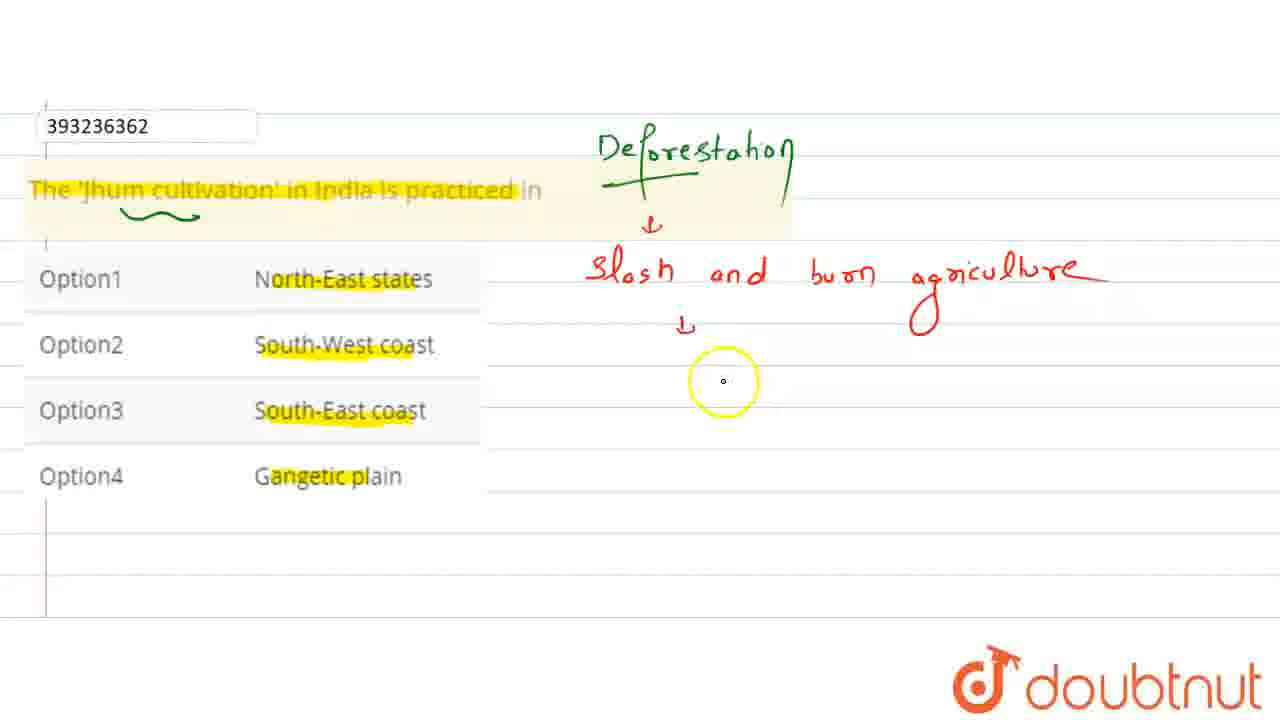 393236362
The 'Jhum cultivation' in India is practiced in
Option1 North-East states
Option2 South-West coast
Option3 South-East coast
Option4 Gangetic plain
Deforestation
↓
Slash and burn agriculture
↓
doubtnut